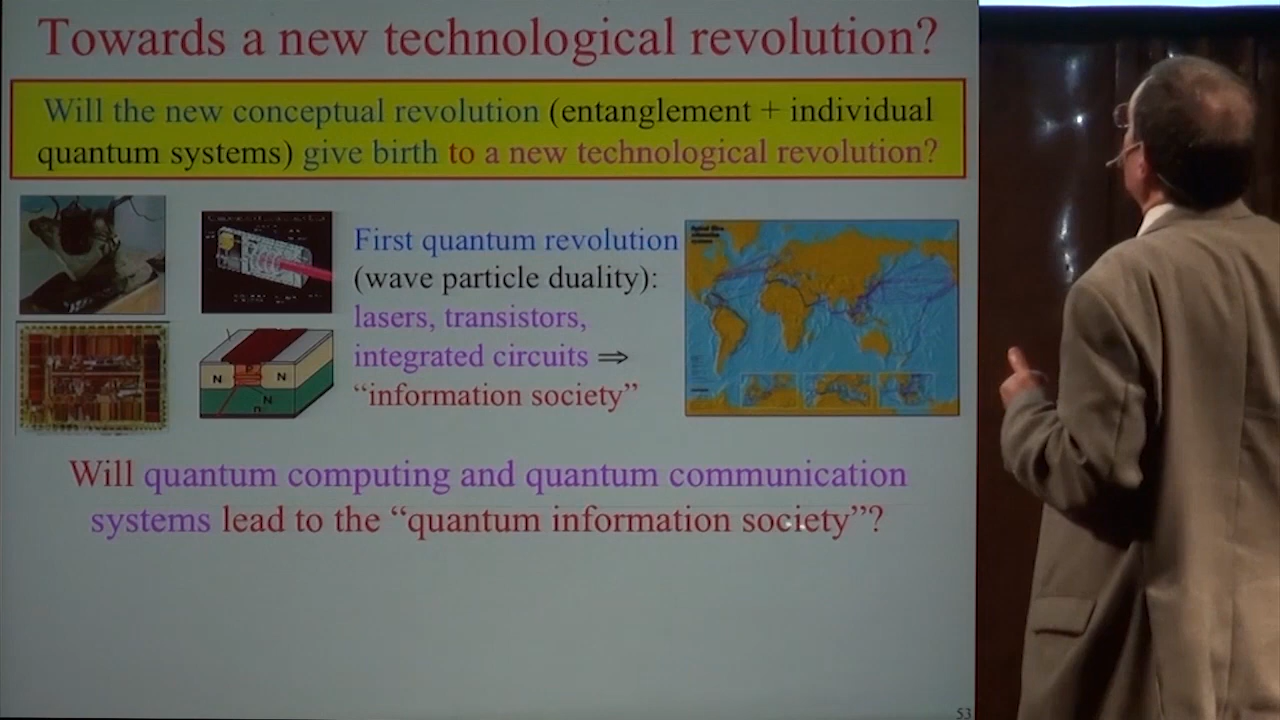 Towards a new technological revolution?
Will the new conceptual revolution (entanglement + individual
quantum systems) give birth to a new technological revolution?
First quantum revolution
(wave particle duality):
lasers, transistors,
integrated circuits ⇒
“information society”
N
P
N
N
n
Will quantum computing and quantum communication
systems lead to the “quantum information society”?
53